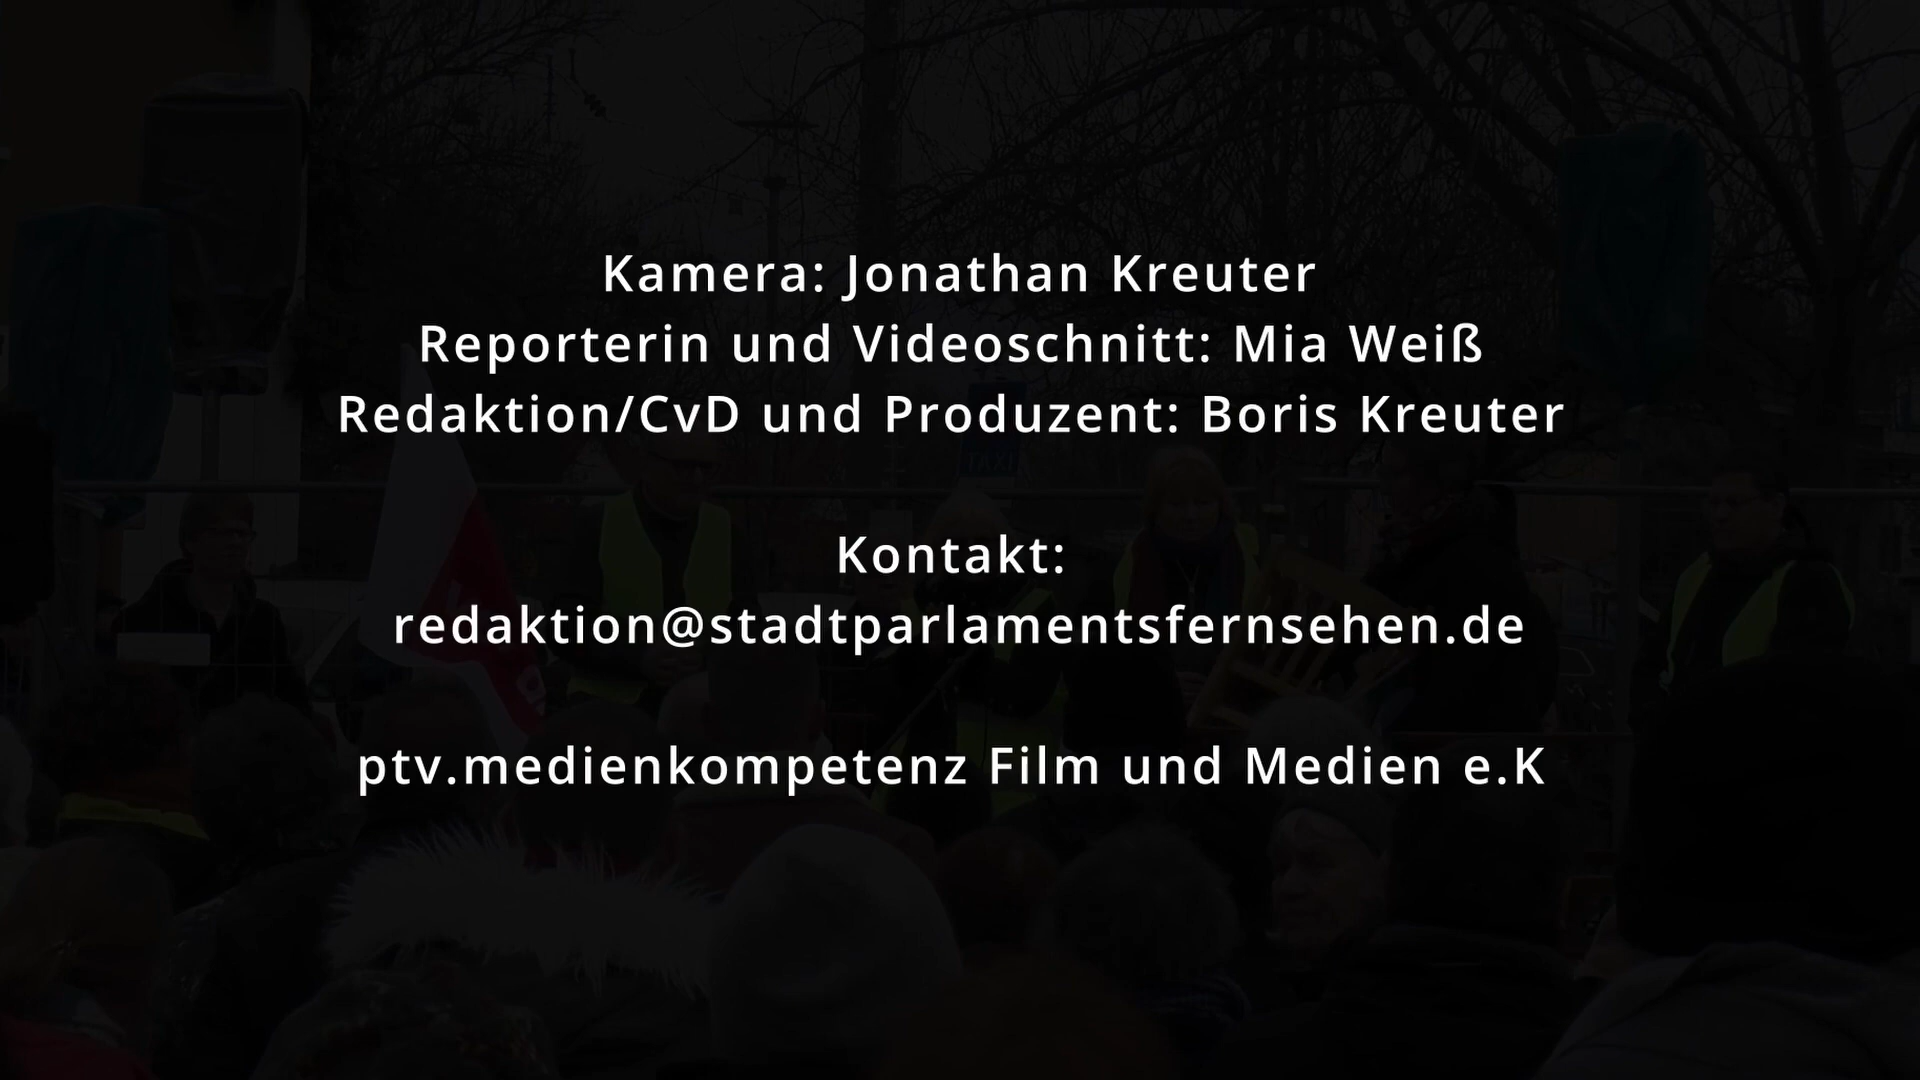 Kamera: Jonathan Kreuter
Reporterin und Videoschnitt: Mia Weiß
Redaktion/CvD und Produzent: Boris Kreuter
TAXI
Kontakt:
redaktion@stadtparlamentsfernsehen.de
ptv.medienkompetenz Film und Medien e.K